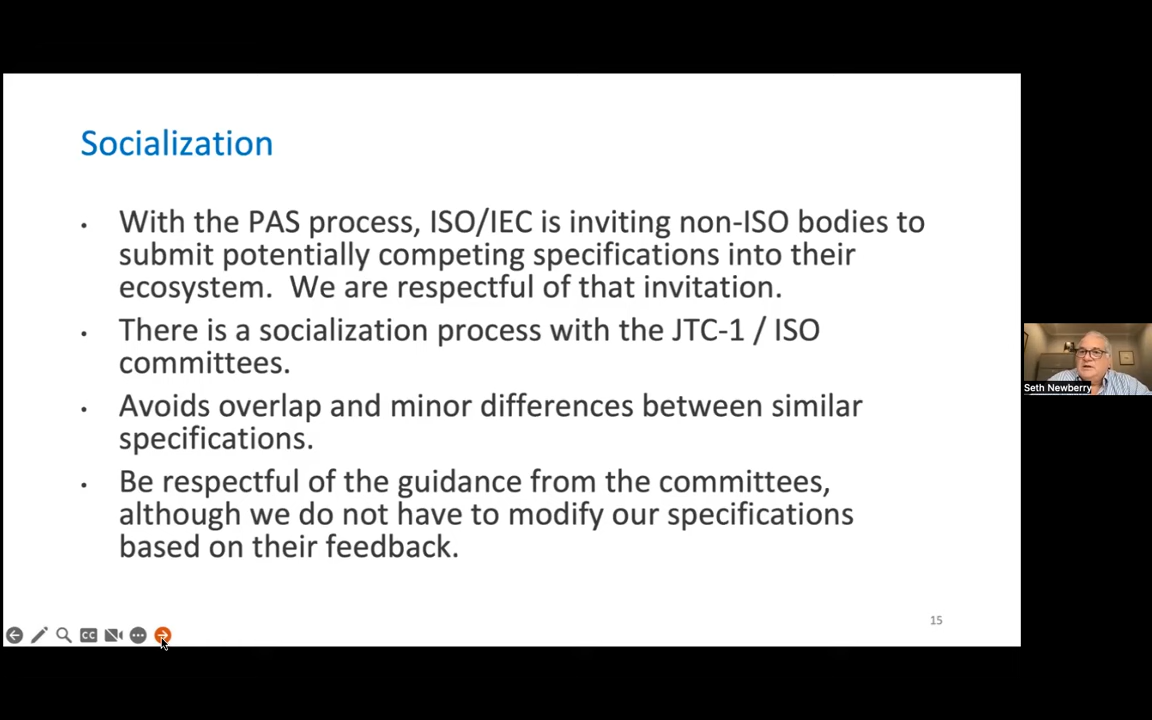 Socialization
• With the PAS process, ISO/IEC is inviting non-ISO bodies to
submit potentially competing specifications into their
ecosystem.  We are respectful of that invitation.
• There is a socialization process with the JTC-1 / ISO
committees.
• Avoids overlap and minor differences between similar
specifications.
• Be respectful of the guidance from the committees,
although we do not have to modify our specifications
based on their feedback.
15
CC
Seth Newberry